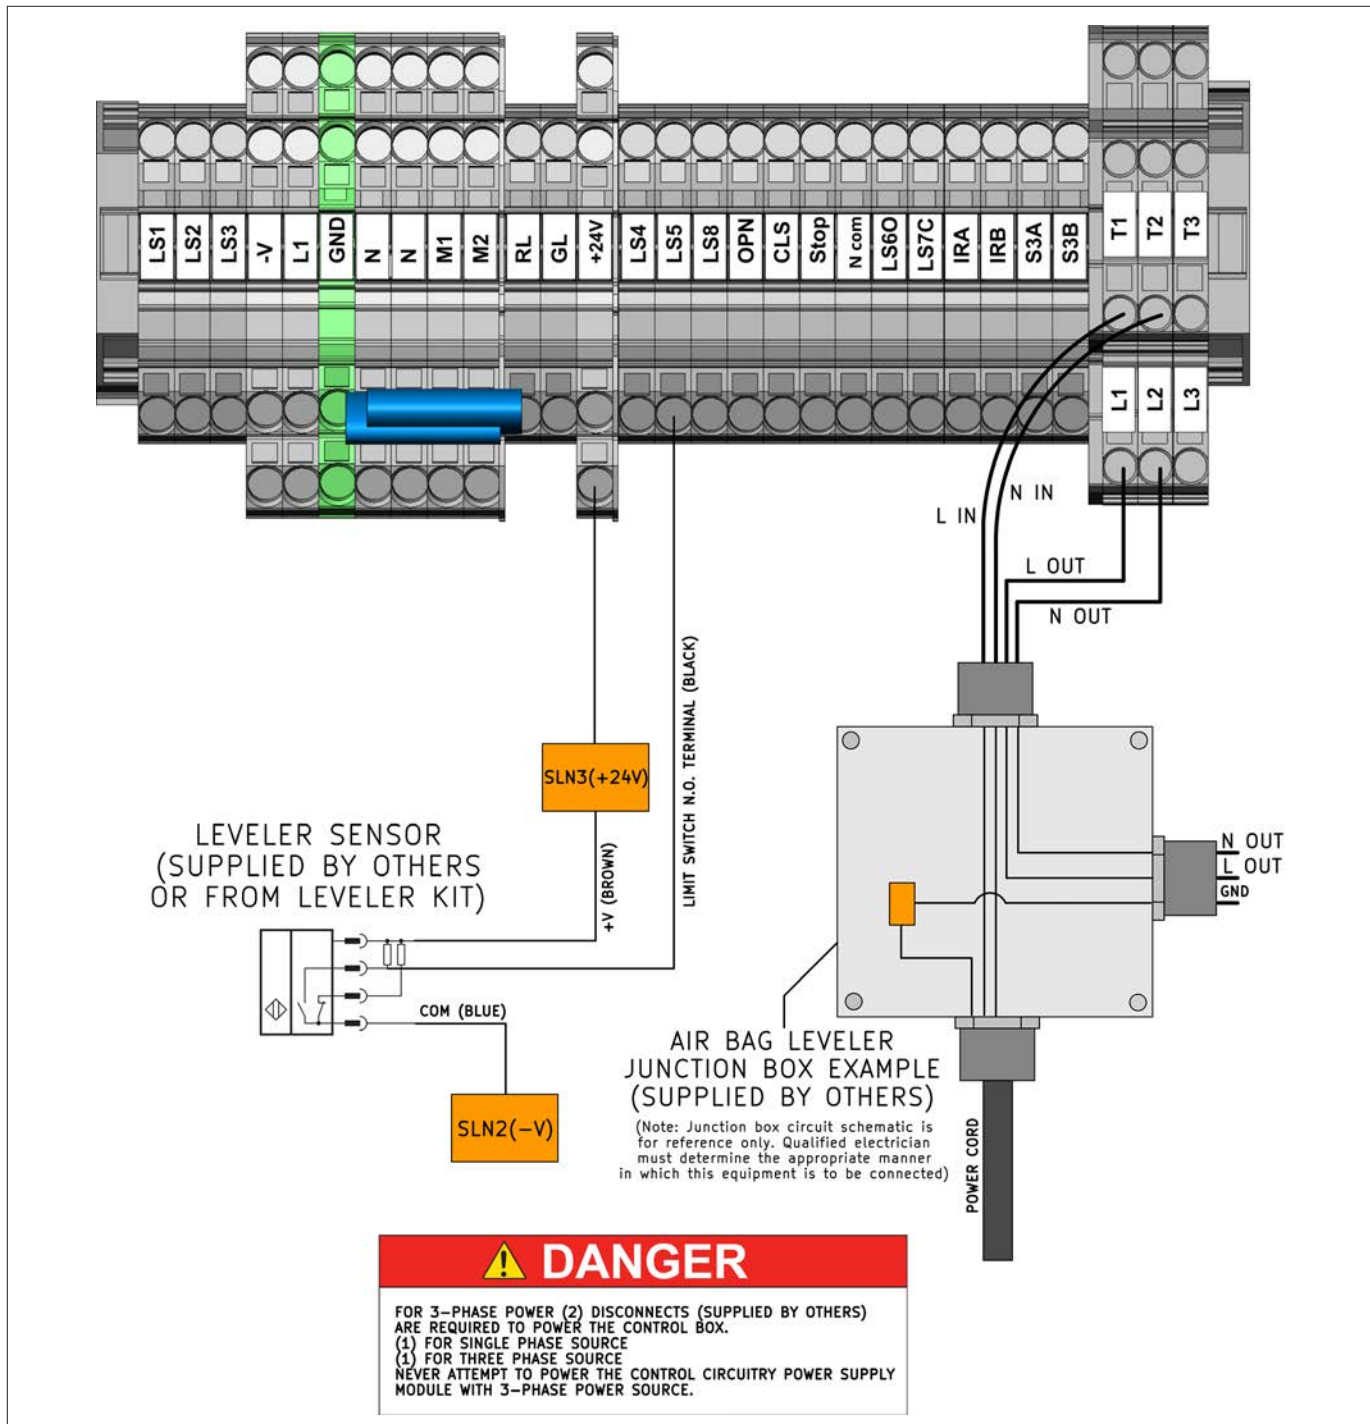 LS1 LS2 LS3 -V L1 GND N N M1 M2 RL GL +24V LS4 LS5 LS8 OPN CLS Stop N com LS6O LS7C IRA IRB S3A S3B T1 T2 T3
L1 L2 L3
L IN
N IN
L OUT
N OUT
LIMIT SWITCH N.O. TERMINAL (BLACK)
SLN3(+24V)
+V (BROWN)
LEVELER SENSOR
(SUPPLIED BY OTHERS
OR FROM LEVELER KIT)
COM (BLUE)
SLN2(-V)
N OUT
L OUT
GND
AIR BAG LEVELER
JUNCTION BOX EXAMPLE
(SUPPLIED BY OTHERS)
(Note: Junction box circuit schematic is
for reference only. Qualified electrician
must determine the appropriate manner
in which this equipment is to be connected)
POWER CORD
DANGER
FOR 3-PHASE POWER (2) DISCONNECTS (SUPPLIED BY OTHERS)
ARE REQUIRED TO POWER THE CONTROL BOX.
(1) FOR SINGLE PHASE SOURCE
(1) FOR THREE PHASE SOURCE
NEVER ATTEMPT TO POWER THE CONTROL CIRCUITRY POWER SUPPLY
MODULE WITH 3-PHASE POWER SOURCE.